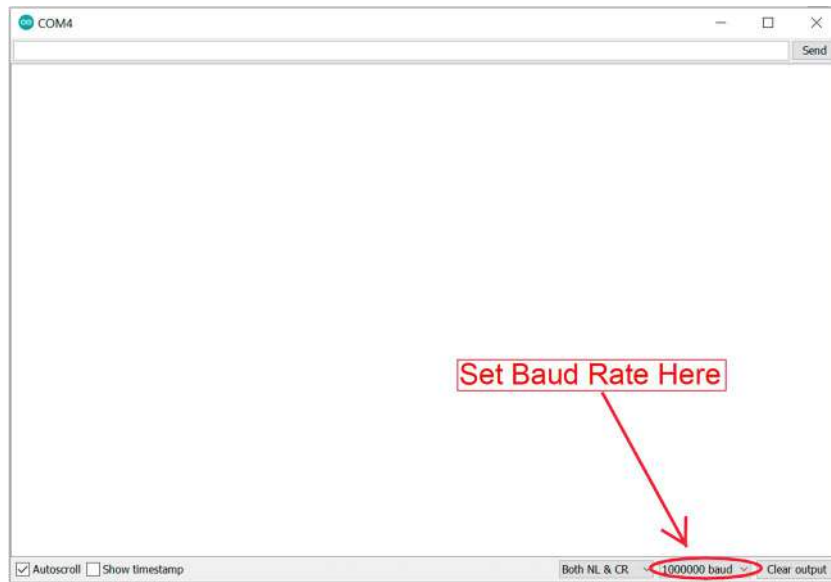 COM4
Send
Set Baud Rate Here
Autoscroll Show timestamp Both NL & CR 1000000 baud Clear output